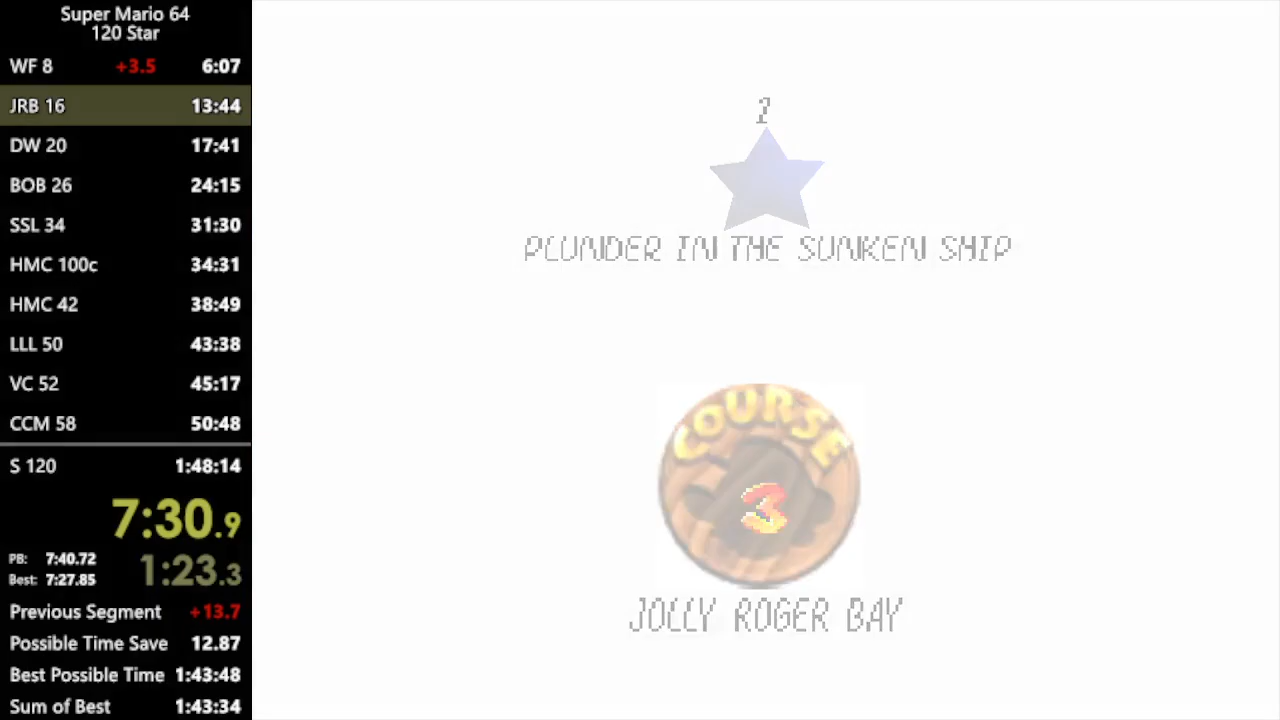 Super Mario 64
120 Star
WF 8 +3.5 6:07
JRB 16 13:44
DW 20 17:41
BOB 26 24:15
SSL 34 31:30
HMC 100c 34:31
HMC 42 38:49
LLL 50 43:38
VC 52 45:17
CCM 58 50:48
S 120 1:48:14
7:30.9
PB: 7:40.72
Best: 7:27.85
1:23.3
Previous Segment +13.7
Possible Time Save 12.87
Best Possible Time 1:43:48
Sum of Best 1:43:34
PLUNDER IN THE SUNKEN SHIP
COURSE
3
JOLLY ROGER BAY